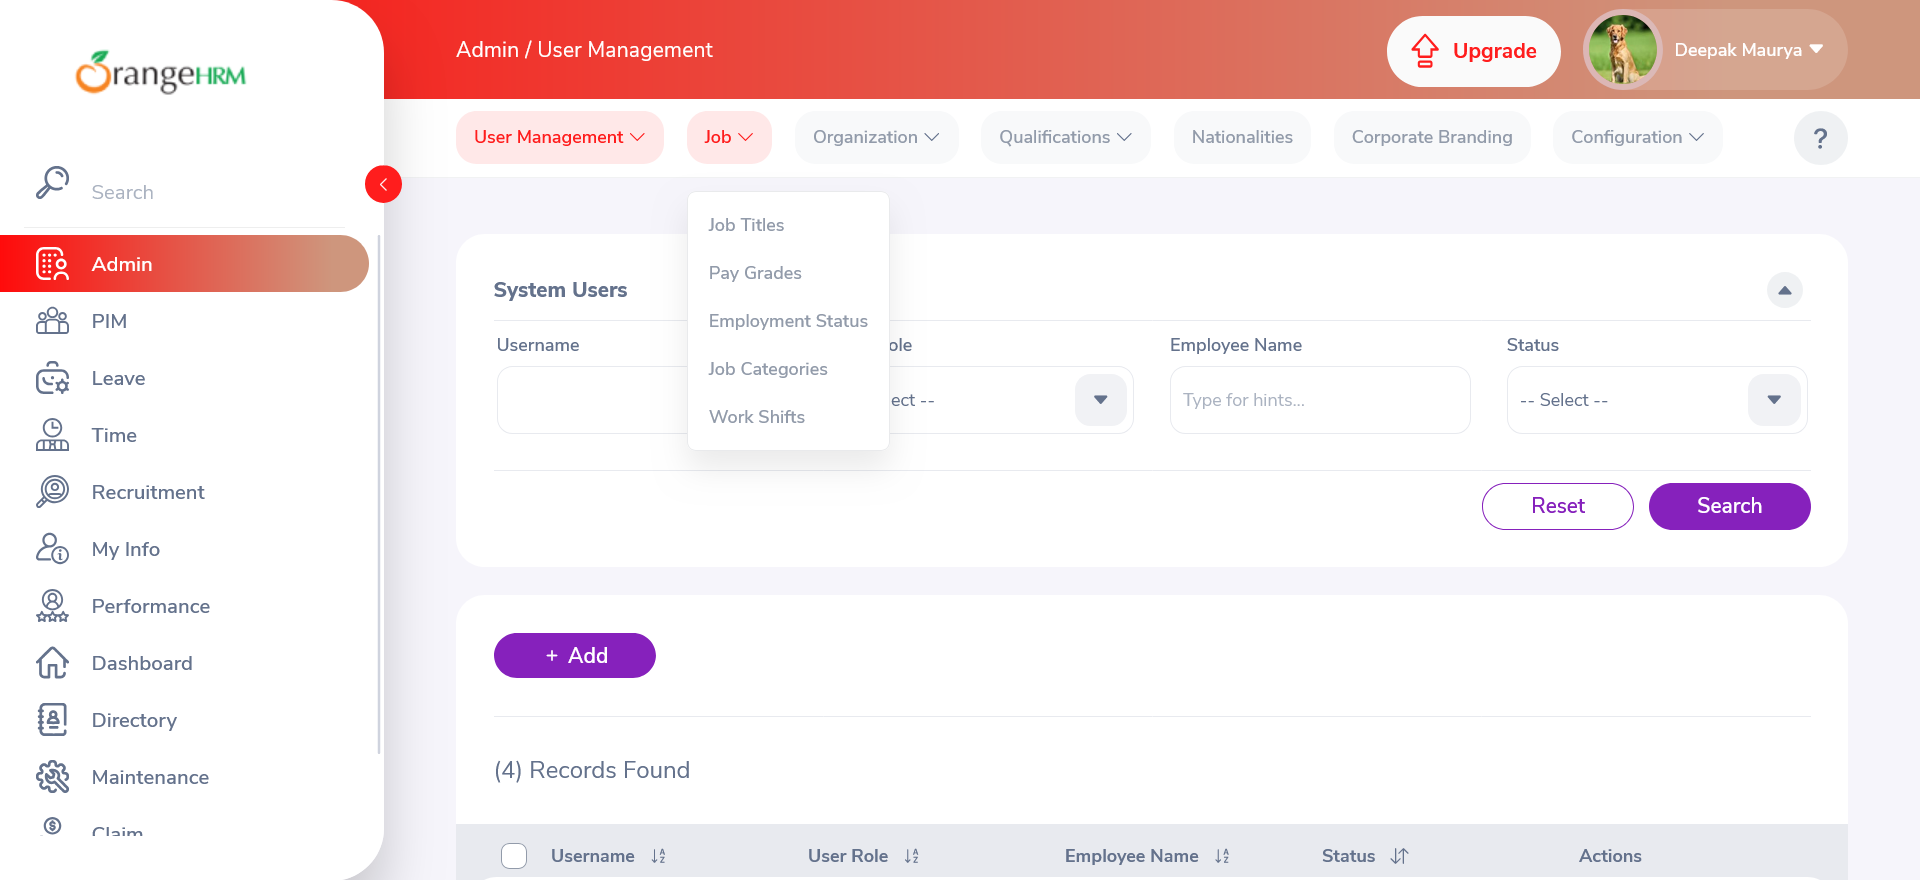 OrangeHRM
Admin / User Management
Upgrade
Deepak Maurya
User Management
Job
Organization
Qualifications
Nationalities
Corporate Branding
Configuration
?
Search
Admin
PIM
Leave
Time
Recruitment
My Info
Performance
Dashboard
Directory
Maintenance
Claim
Job Titles
Pay Grades
Employment Status
Job Categories
Work Shifts
System Users
Username
ole
Employee Name
Status
ect --
Type for hints...
-- Select --
Reset
Search
+ Add
(4) Records Found
Username
User Role
Employee Name
Status
Actions